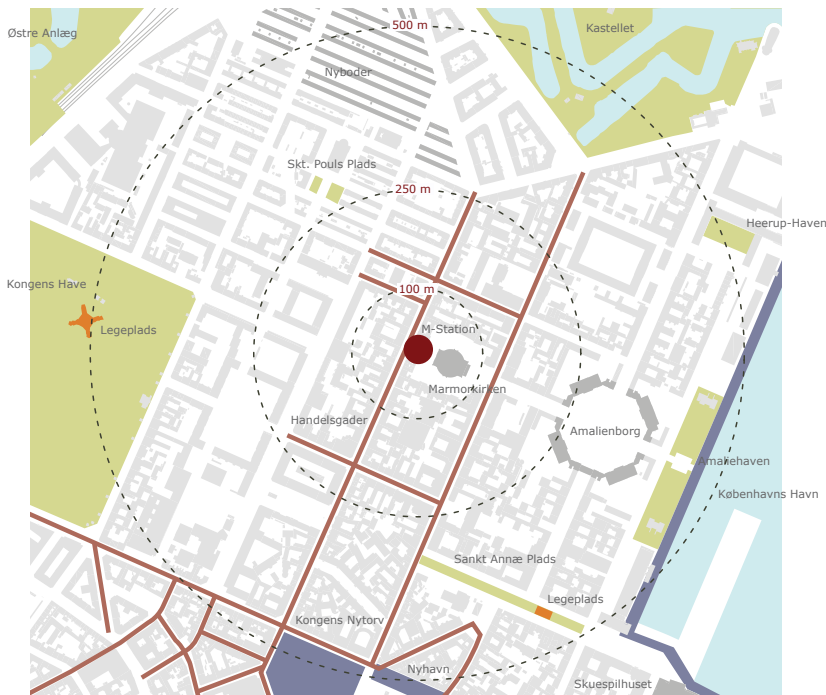 500 m
Østre Anlæg
Kastellet
Nyboder
Skt. Pouls Plads
250 m
Heerup-Haven
Kongens Have
100 m
Legeplads
M-Station
Marmorkirken
Handelsgader
Amalienborg
Amaliehaven
Københavns Havn
Sankt Annæ Plads
Legeplads
Kongens Nytorv
Nyhavn
Skuespilhuset